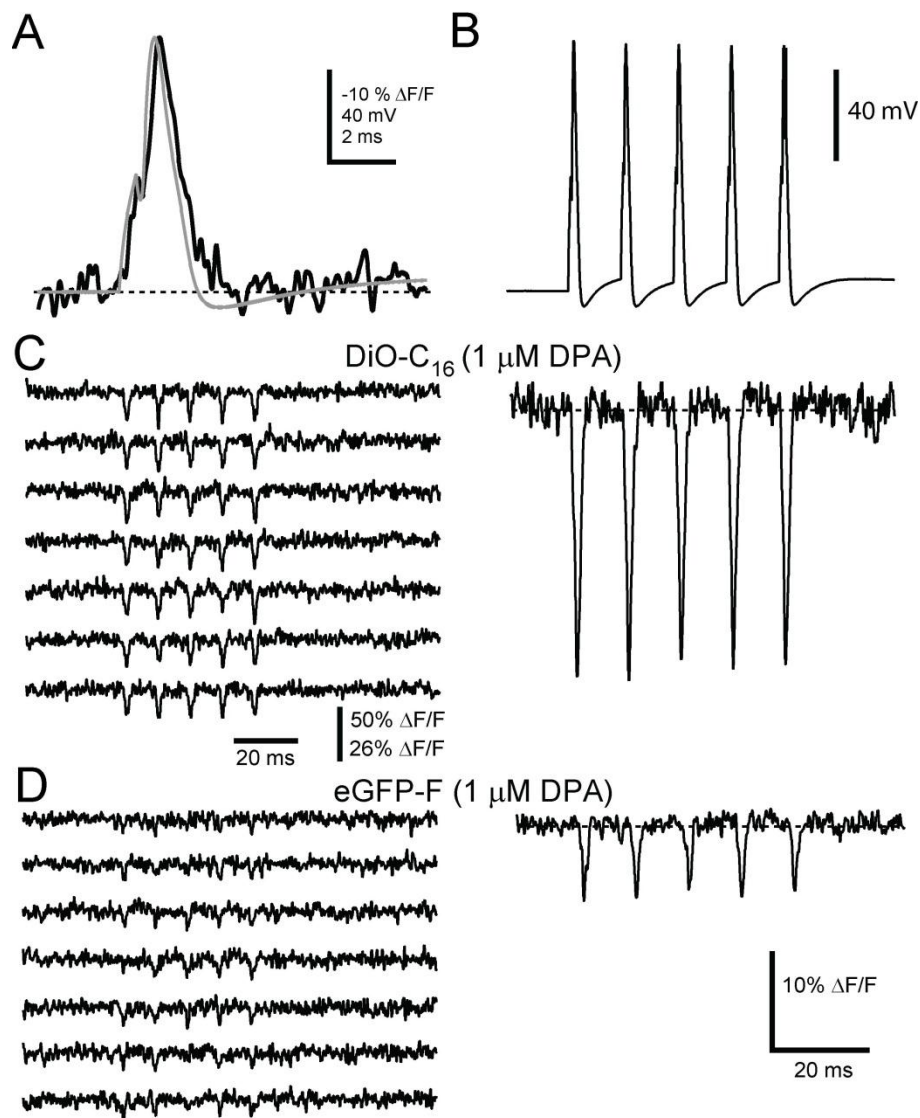 A
-10 % ΔF/F
40 mV
2 ms
B
40 mV
C
DiO-C₁₆ (1 μM DPA)
20 ms
50% ΔF/F
26% ΔF/F
D
eGFP-F (1 μM DPA)
10% ΔF/F
20 ms